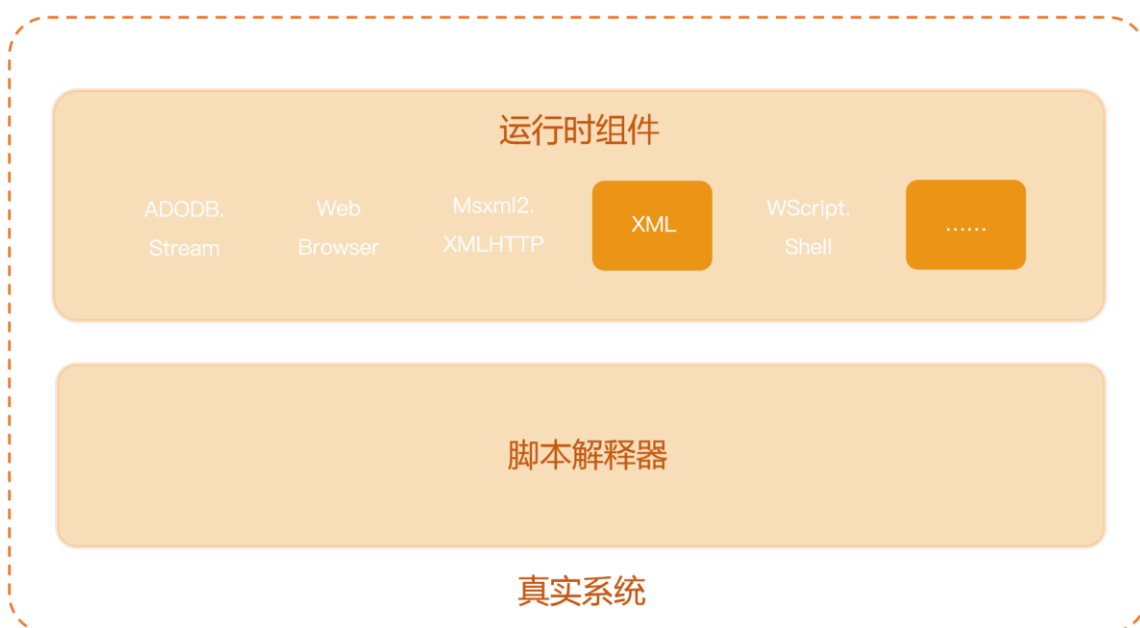 运行时组件
ADODB.
Stream
Web
Browser
Msxml2.
XMLHTTP
XML
WScript.
Shell
......
脚本解释器
真实系统